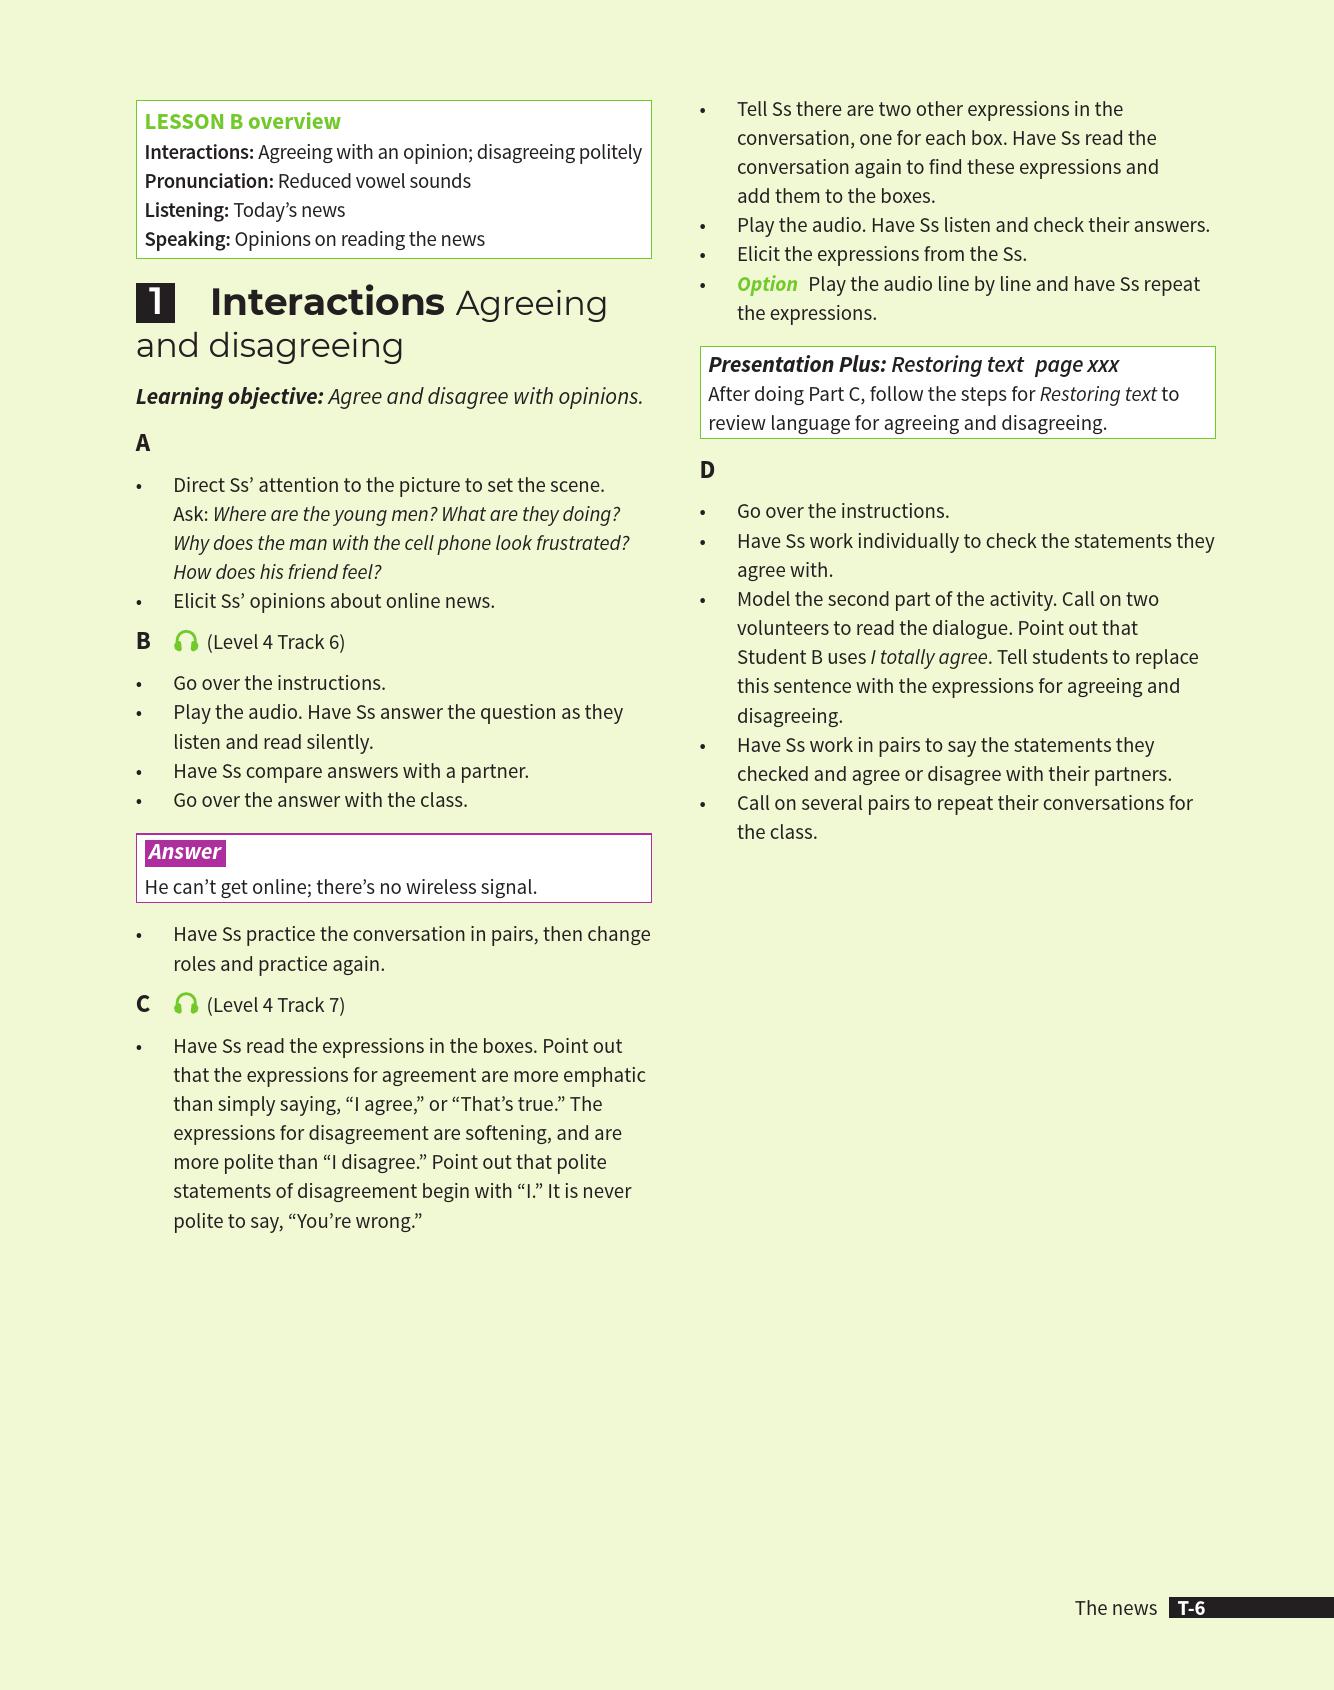 LESSON B overview
Interactions: Agreeing with an opinion; disagreeing politely
Pronunciation: Reduced vowel sounds
Listening: Today’s news
Speaking: Opinions on reading the news
1 Interactions Agreeing
and disagreeing
Learning objective: Agree and disagree with opinions.
A
• Direct Ss’ attention to the picture to set the scene.
Ask: Where are the young men? What are they doing?
Why does the man with the cell phone look frustrated?
How does his friend feel?
• Elicit Ss’ opinions about online news.
B (Level 4 Track 6)
• Go over the instructions.
• Play the audio. Have Ss answer the question as they
listen and read silently.
• Have Ss compare answers with a partner.
• Go over the answer with the class.
Answer
He can’t get online; there’s no wireless signal.
• Have Ss practice the conversation in pairs, then change
roles and practice again.
C (Level 4 Track 7)
• Have Ss read the expressions in the boxes. Point out
that the expressions for agreement are more emphatic
than simply saying, “I agree,” or “That’s true.” The
expressions for disagreement are softening, and are
more polite than “I disagree.” Point out that polite
statements of disagreement begin with “I.” It is never
polite to say, “You’re wrong.”
• Tell Ss there are two other expressions in the
conversation, one for each box. Have Ss read the
conversation again to find these expressions and
add them to the boxes.
• Play the audio. Have Ss listen and check their answers.
• Elicit the expressions from the Ss.
• Option Play the audio line by line and have Ss repeat
the expressions.
Presentation Plus: Restoring text page xxx
After doing Part C, follow the steps for Restoring text to
review language for agreeing and disagreeing.
D
• Go over the instructions.
• Have Ss work individually to check the statements they
agree with.
• Model the second part of the activity. Call on two
volunteers to read the dialogue. Point out that
Student B uses I totally agree. Tell students to replace
this sentence with the expressions for agreeing and
disagreeing.
• Have Ss work in pairs to say the statements they
checked and agree or disagree with their partners.
• Call on several pairs to repeat their conversations for
the class.
The news T-6